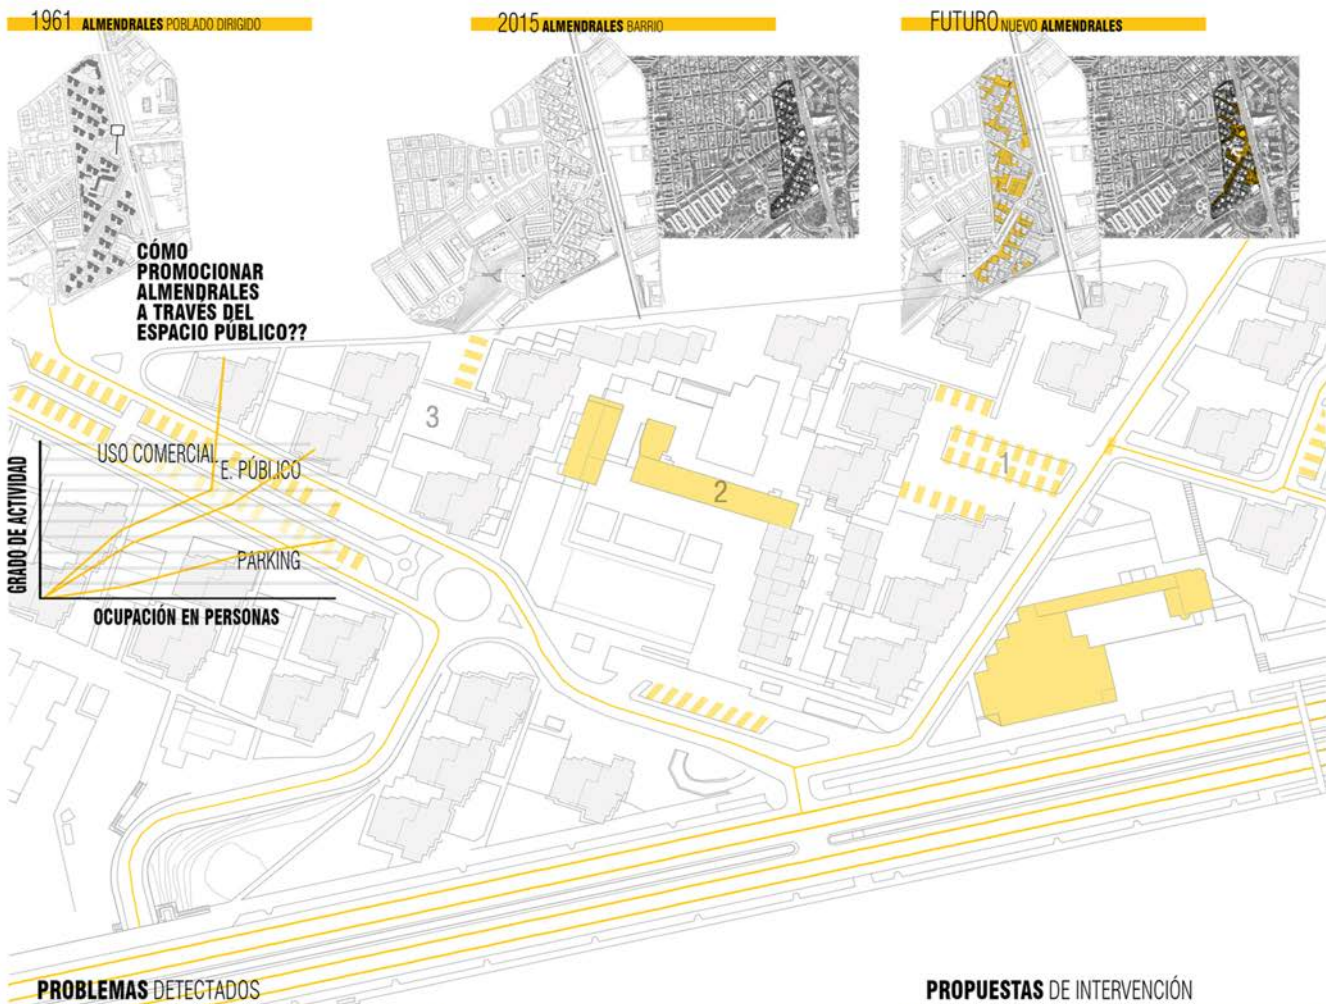 1961 ALMENDRALES POBLADO DIRIGIDO
2015 ALMENDRALES BARRIO
FUTURO NUEVO ALMENDRALES
CÓMO
PROMOCIONAR
ALMENDRALES
A TRAVÉS DEL
ESPACIO PÚBLICO??
3
2
1
USO COMERCIAL
E. PÚBLICO
PARKING
GRADO DE ACTIVIDAD
OCUPACIÓN EN PERSONAS
PROBLEMAS DETECTADOS
PROPUESTAS DE INTERVENCIÓN